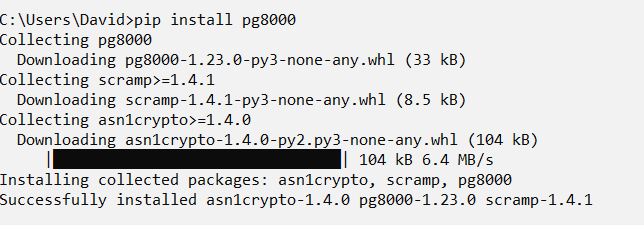 C:\Users\David>pip install pg8000
Collecting pg8000
  Downloading pg8000-1.23.0-py3-none-any.whl (33 kB)
Collecting scramp>=1.4.1
  Downloading scramp-1.4.1-py3-none-any.whl (8.5 kB)
Collecting asn1crypto>=1.4.0
  Downloading asn1crypto-1.4.0-py2.py3-none-any.whl (104 kB)
     |████████████████████████████████| 104 kB 6.4 MB/s
Installing collected packages: asn1crypto, scramp, pg8000
Successfully installed asn1crypto-1.4.0 pg8000-1.23.0 scramp-1.4.1